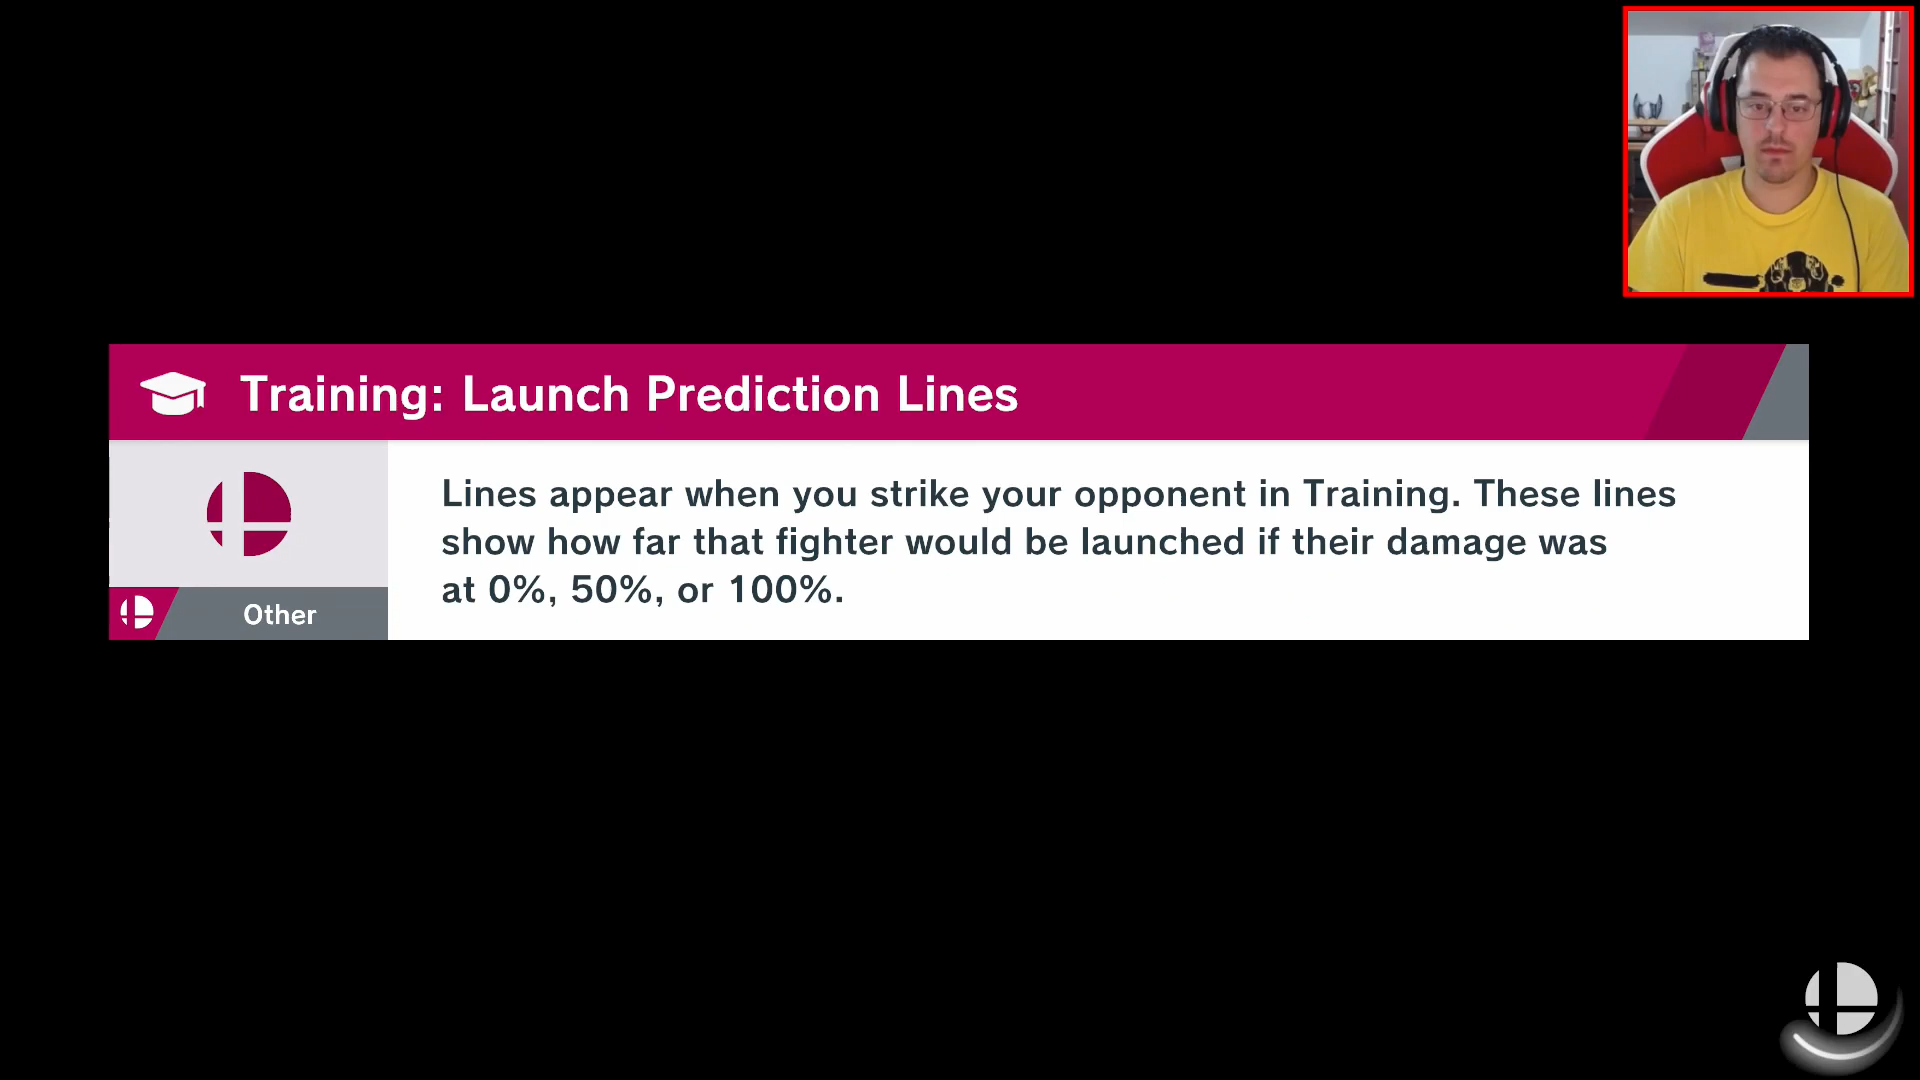 Training: Launch Prediction Lines
Lines appear when you strike your opponent in Training. These lines
show how far that fighter would be launched if their damage was
at 0%, 50%, or 100%.
Other